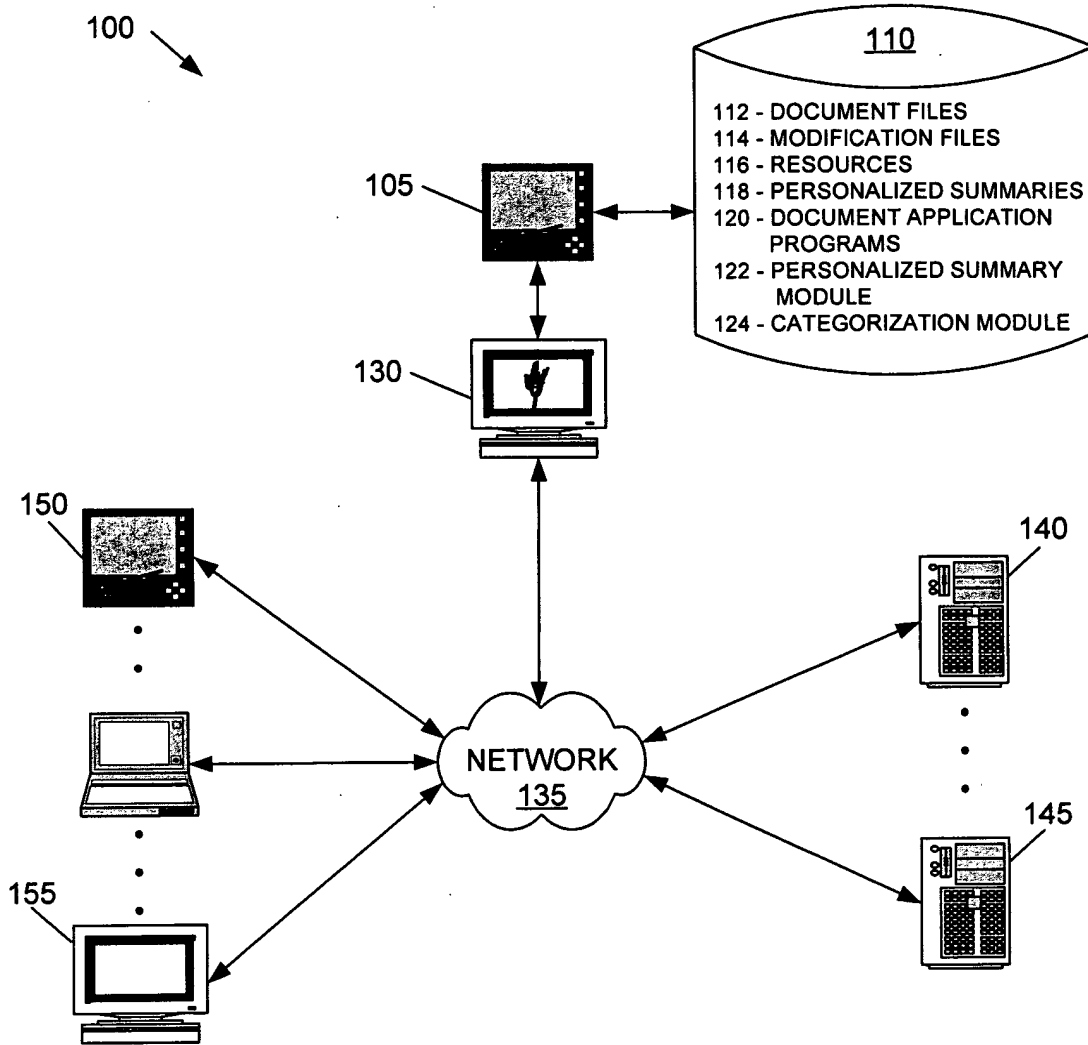 100
110
112 - DOCUMENT FILES
114 - MODIFICATION FILES
116 - RESOURCES
118 - PERSONALIZED SUMMARIES
120 - DOCUMENT APPLICATION
PROGRAMS
122 - PERSONALIZED SUMMARY
MODULE
124 - CATEGORIZATION MODULE
105
130
150
140
NETWORK
135
145
155